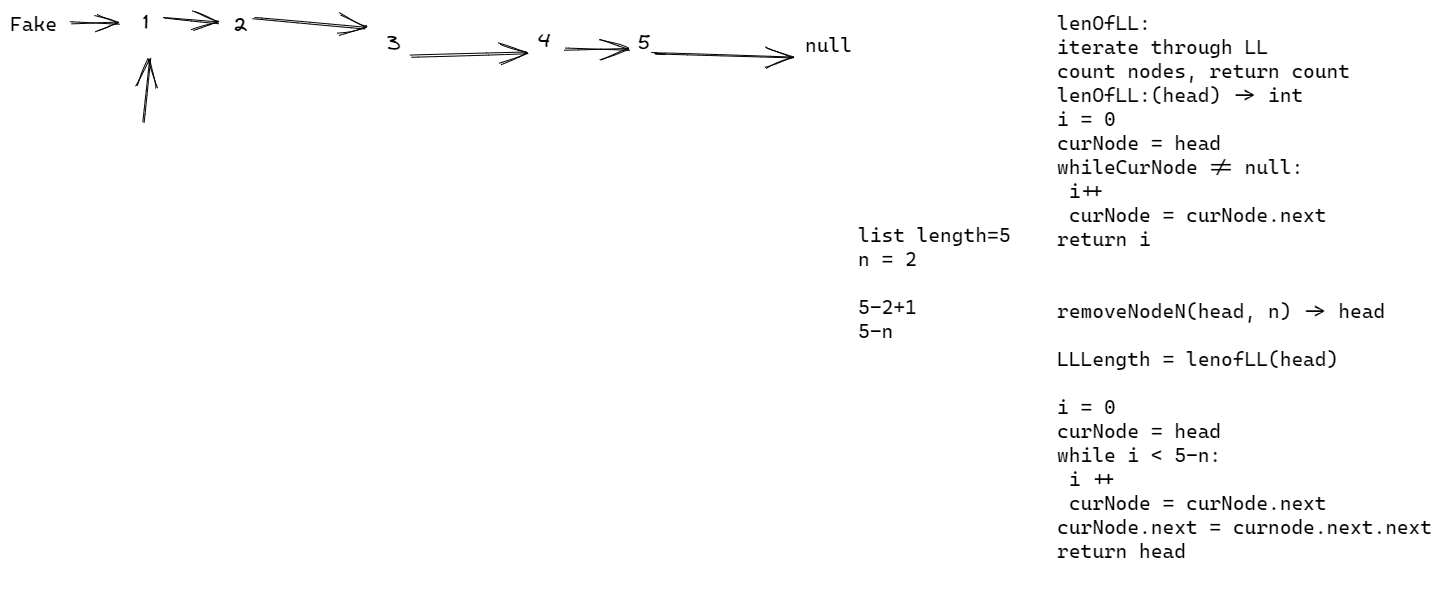 Fake 1 2 3 4 5 null
list length=5
n = 2
5-2+1
5-n
lenOfLL:
iterate through LL
count nodes, return count
lenOfLL:(head) -> int
i = 0
curNode = head
whileCurNode != null:
i++
curNode = curNode.next
return i
removeNodeN(head, n) -> head
LLLength = lenofLL(head)
i = 0
curNode = head
while i < 5-n:
i ++
curNode = curNode.next
curNode.next = curnode.next.next
return head